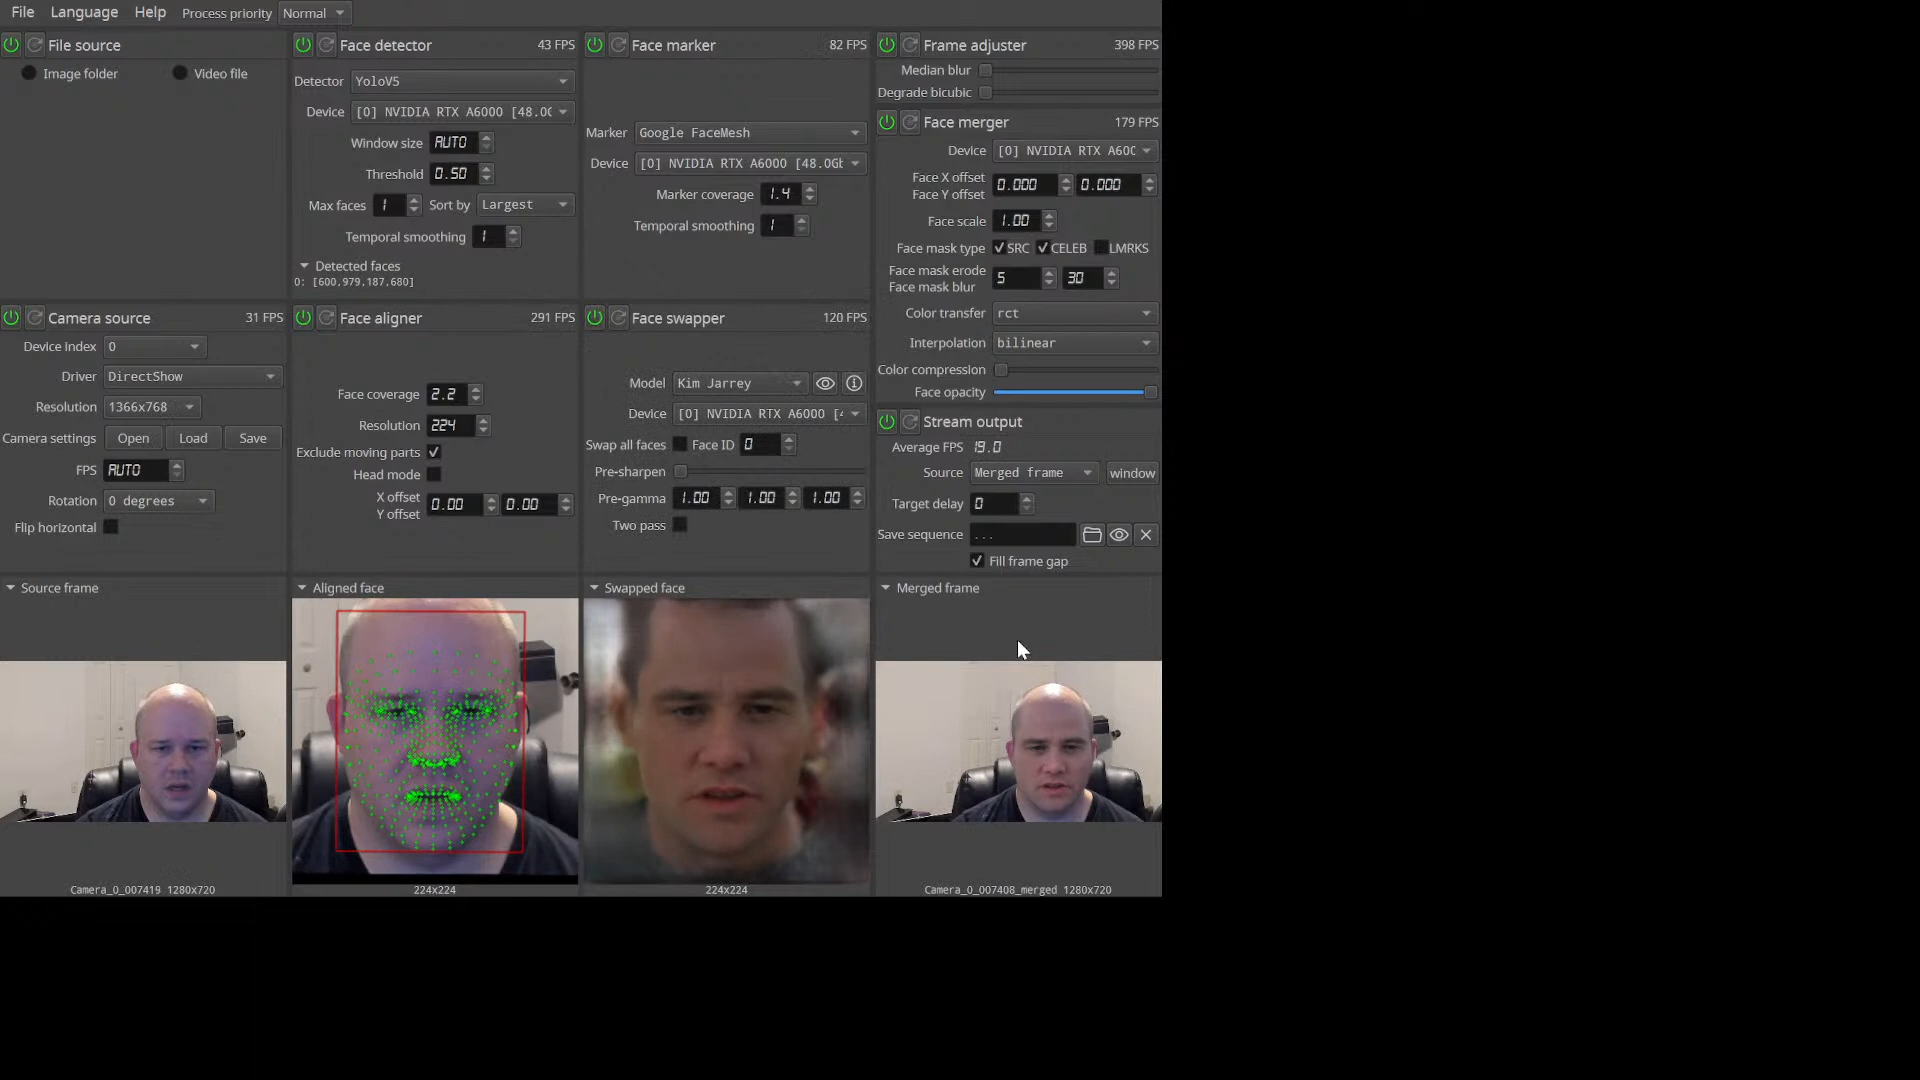 File Language Help Process priority Normal
File source
Image folder Video file
Face detector 43 FPS
Detector YoloV5
Device [0] NVIDIA RTX A6000 [48.0G
Window size AUTO
Threshold 0.50
Max faces 1 Sort by Largest
Temporal smoothing 1
Detected faces
0: [600,979,187,680]
Face marker 82 FPS
Marker Google FaceMesh
Device [0] NVIDIA RTX A6000 [48.0Gb
Marker coverage 1.4
Temporal smoothing 1
Frame adjuster 398 FPS
Median blur
Degrade bicubic
Face merger 179 FPS
Device [0] NVIDIA RTX A60C
Face X offset
Face Y offset
0.000 0.000
Face scale 1.00
Face mask type SRC CELEB LMRKS
Face mask erode
Face mask blur
5 30
Color transfer rct
Interpolation bilinear
Color compression
Face opacity
Camera source 31 FPS
Device index 0
Driver DirectShow
Resolution 1366x768
Camera settings Open Load Save
FPS AUTO
Rotation 0 degrees
Flip horizontal
Face aligner 291 FPS
Face coverage 2.2
Resolution 224
Exclude moving parts
Head mode
X offset
Y offset
0.00 0.00
Face swapper 120 FPS
Model Kim Jarrey
Device [0] NVIDIA RTX A6000 [4
Swap all faces Face ID 0
Pre-sharpen
Pre-gamma 1.00 1.00 1.00
Two pass
Stream output
Average FPS 19.0
Source Merged frame window
Target delay 0
Save sequence ...
Fill frame gap
Source frame
Camera_0_007419 1280x720
Aligned face
224x224
Swapped face
224x224
Merged frame
Camera_0_007408_merged 1280x720